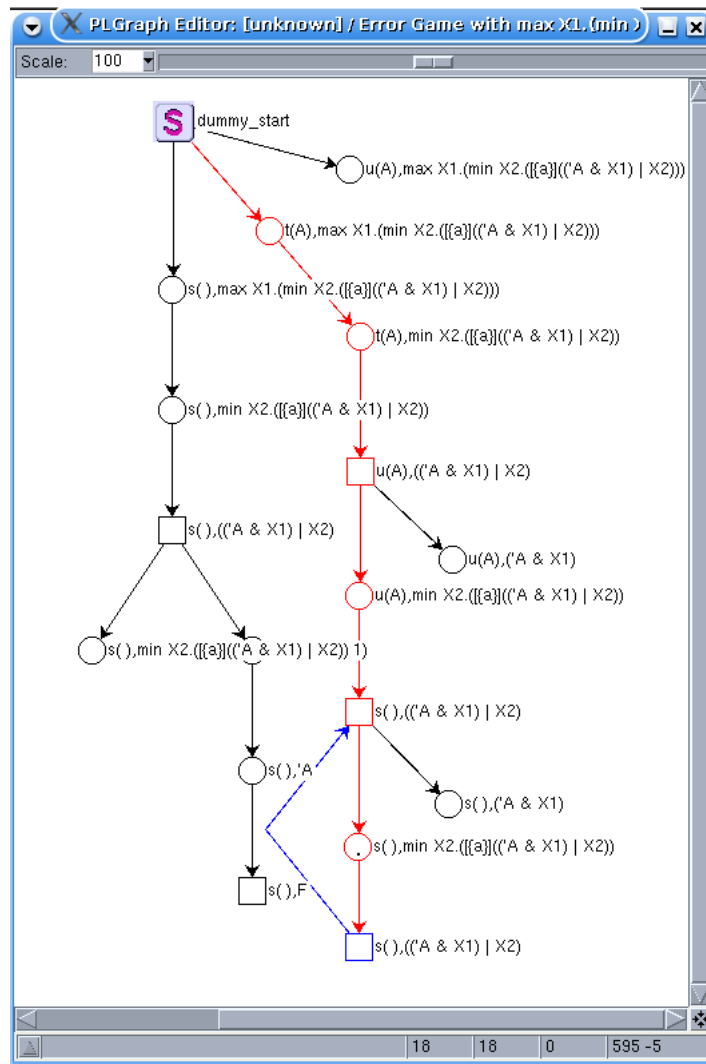 PLGraph Editor: [unknown] / Error Game with max X1.(min )
Scale: 100
S dummy_start
u(A),max X1.(min X2.([{a}](('A & X1) | X2)))
t(A),max X1.(min X2.([{a}](('A & X1) | X2)))
s( ),max X1.(min X2.([{a}](('A & X1) | X2)))
t(A),min X2.([{a}](('A & X1) | X2))
s( ),min X2.([{a}](('A & X1) | X2))
u(A),(('A & X1) | X2)
s( ),(('A & X1) | X2)
u(A),('A & X1)
u(A),min X2.([{a}](('A & X1) | X2))
s( ),min X2.([{a}](('A & X1) | X2)) 1)
s( ),(('A & X1) | X2)
s( ),'A
s( ),('A & X1)
s( ),min X2.([{a}](('A & X1) | X2))
s( ),F
s( ),(('A & X1) | X2)
18 18 0 595 -5